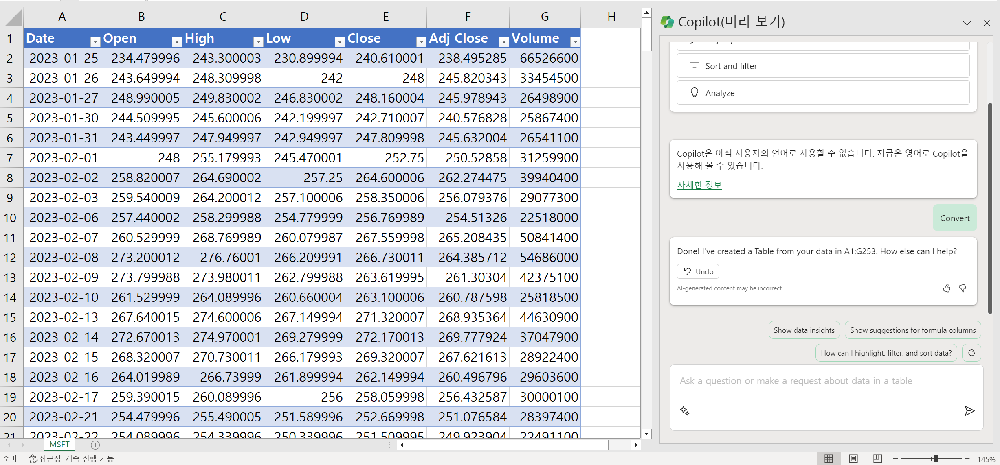 A B C D E F G H
1 Date Open High Low Close Adj Close Volume
2 2023-01-25 234.479996 243.300003 230.899994 240.610001 238.495285 66526600
3 2023-01-26 243.649994 248.309998 242 248 245.820343 33454500
4 2023-01-27 248.990005 249.830002 246.830002 248.160004 245.978943 26498900
5 2023-01-30 244.509995 245.600006 242.199997 242.710007 240.576828 25867400
6 2023-01-31 243.449997 247.949997 242.949997 247.809998 245.632004 26541100
7 2023-02-01 248 255.179993 245.470001 252.75 250.52858 31259900
8 2023-02-02 258.820007 264.690002 257.25 264.600006 262.274475 39940400
9 2023-02-03 259.540009 264.200012 257.100006 258.350006 256.079376 29077300
10 2023-02-06 257.440002 258.299988 254.779999 256.769989 254.51326 22518000
11 2023-02-07 260.529999 268.769989 260.079987 267.559998 265.208435 50841400
12 2023-02-08 273.200012 276.76001 266.209991 266.730011 264.385712 54686000
13 2023-02-09 273.799988 273.980011 262.799988 263.619995 261.30304 42375100
14 2023-02-10 261.529999 264.089996 260.660004 263.100006 260.787598 25818500
15 2023-02-13 267.640015 274.600006 267.149994 271.320007 268.935364 44630900
16 2023-02-14 272.670013 274.970001 269.279999 272.170013 269.777924 37047900
17 2023-02-15 268.320007 270.730011 266.179993 269.320007 267.621613 28922400
18 2023-02-16 264.019989 266.73999 261.899994 262.149994 260.496796 29603600
19 2023-02-17 259.390015 260.089996 256 258.059998 256.432587 30000100
20 2023-02-21 254.479996 255.490005 251.589996 252.669998 251.076584 28397400
21 2023-02-22 254.089996 254.339996 250.339996 251.509995 249.923904 22491100
MSFT
준비 접근성: 계속 진행 가능
145%
Copilot(미리 보기)
Highlight
Sort and filter
Analyze
Copilot은 아직 사용자의 언어로 사용할 수 없습니다. 지금은 영어로 Copilot을
사용해 볼 수 있습니다.
자세한 정보
Convert
Done! I've created a Table from your data in A1:G253. How else can I help?
Undo
AI-generated content may be incorrect
Show data insights Show suggestions for formula columns
How can I highlight, filter, and sort data?
Ask a question or make a request about data in a table